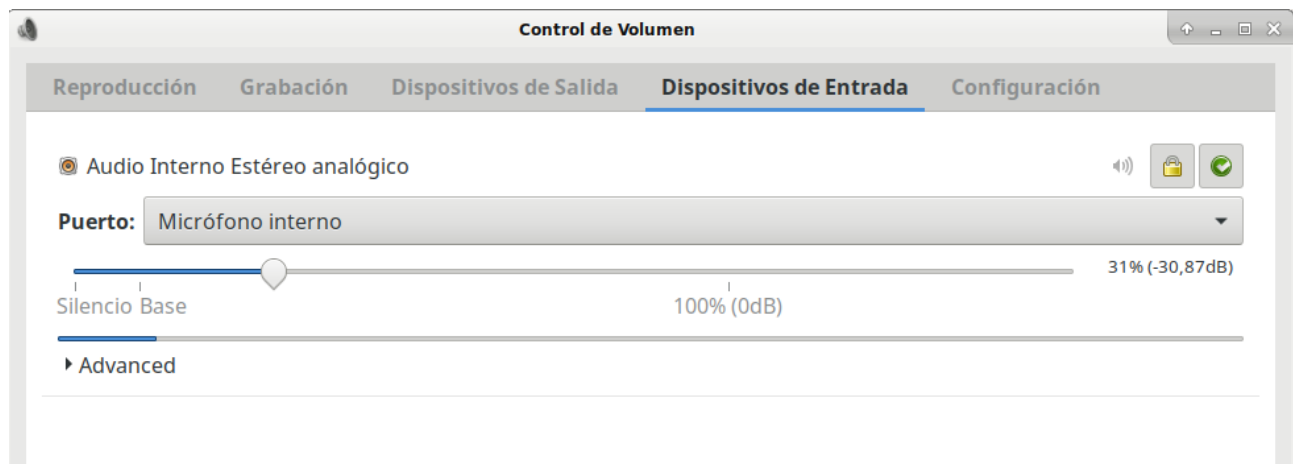 Control de Volumen
Reproducción Grabación Dispositivos de Salida Dispositivos de Entrada Configuración
Audio Interno Estéreo analógico
Puerto: Micrófono interno
31% (-30,87dB)
Silencio Base 100% (0dB)
Advanced